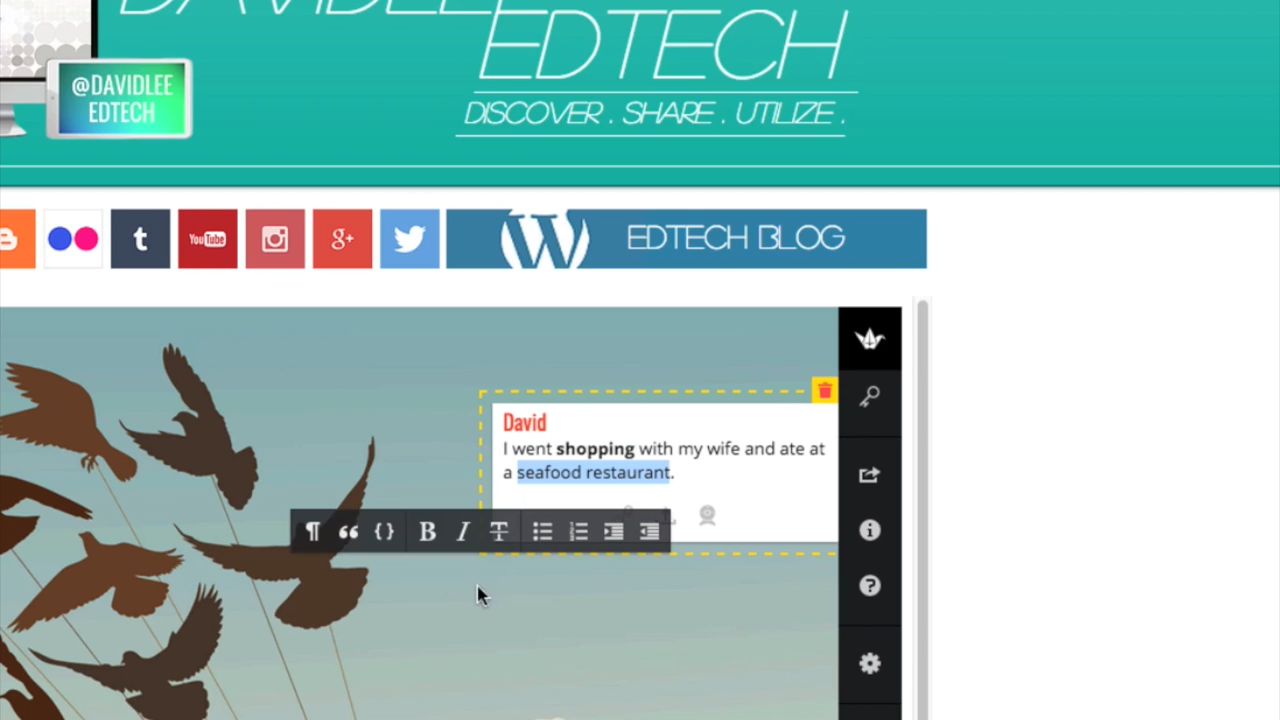 DAVIDLEE
EDTECH
DISCOVER . SHARE . UTILIZE .
@DAVIDLEE
EDTECH
t
You Tube
g+
W
EDTECH BLOG
David
I went shopping with my wife and ate at
a seafood restaurant.
¶ “ {} B I T